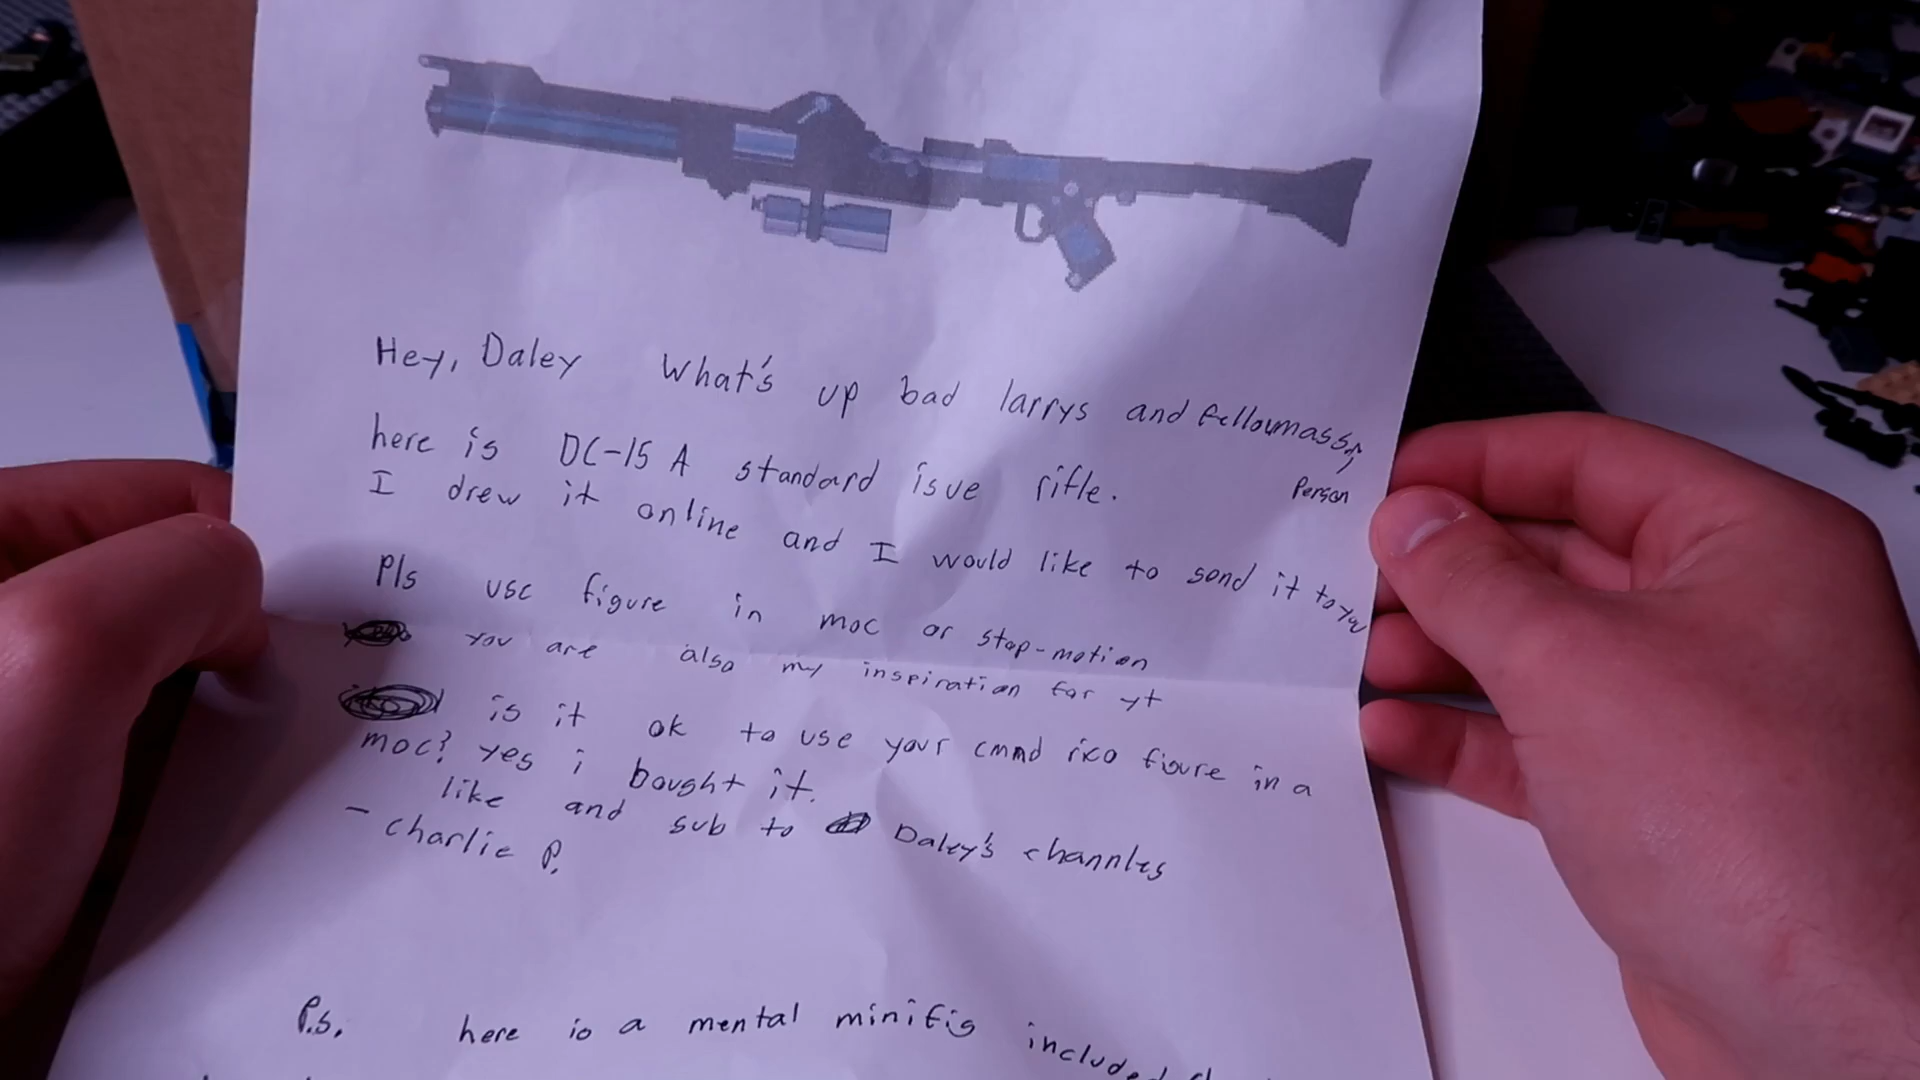 Hey, Daley What's up bad larrys and
Person
here is DC-15 A standard isue rifle.
I drew it online and I would like to send it to you
Pls use figure in moc or stop-motion
You are also my inspiration for yt
is it ok to use your cmnd rico figure in a
moc? yes i bought it.
like and sub to Daley's channles
- Charlie P.
P.s. here is a mental minifig included